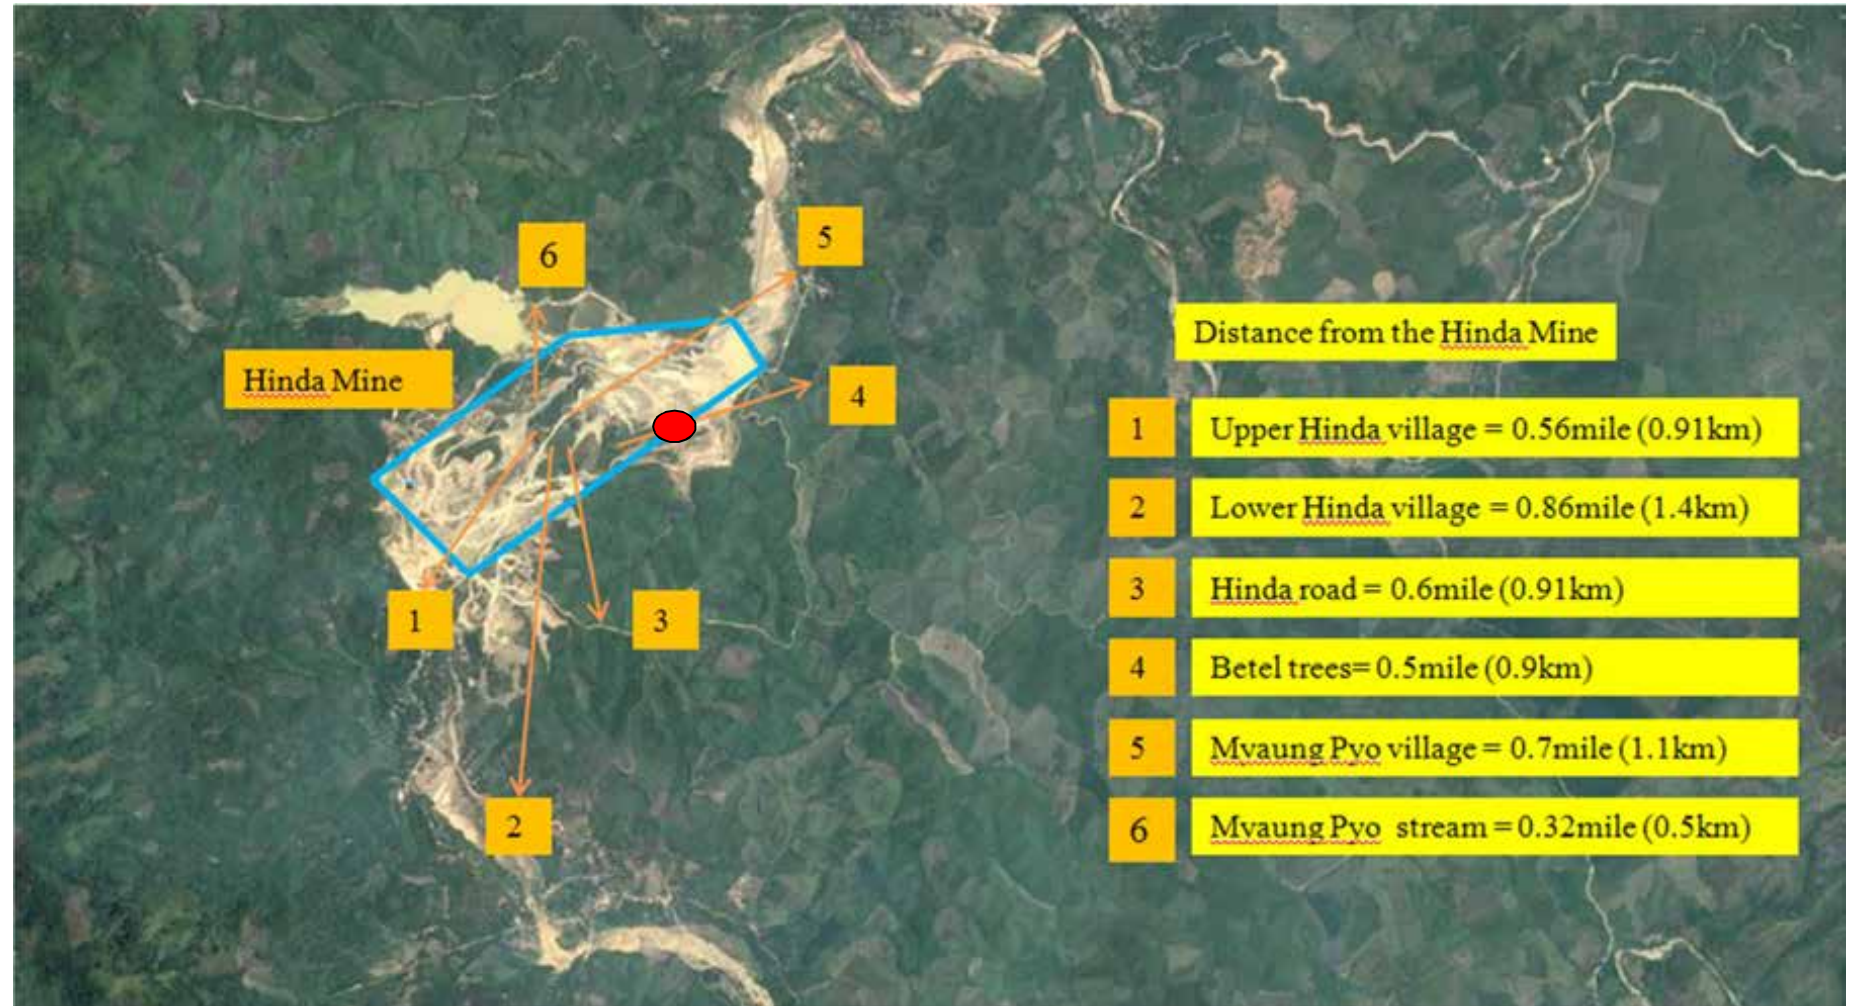 6
5
Distance from the Hinda Mine
Hinda Mine
4
1 Upper Hinda village = 0.56mile (0.91km)
2 Lower Hinda village = 0.86mile (1.4km)
3 Hinda road = 0.6mile (0.91km)
1
3
4 Betel trees= 0.5mile (0.9km)
5 Myaung Pyo village = 0.7mile (1.1km)
2
6 Myaung Pyo stream = 0.32mile (0.5km)